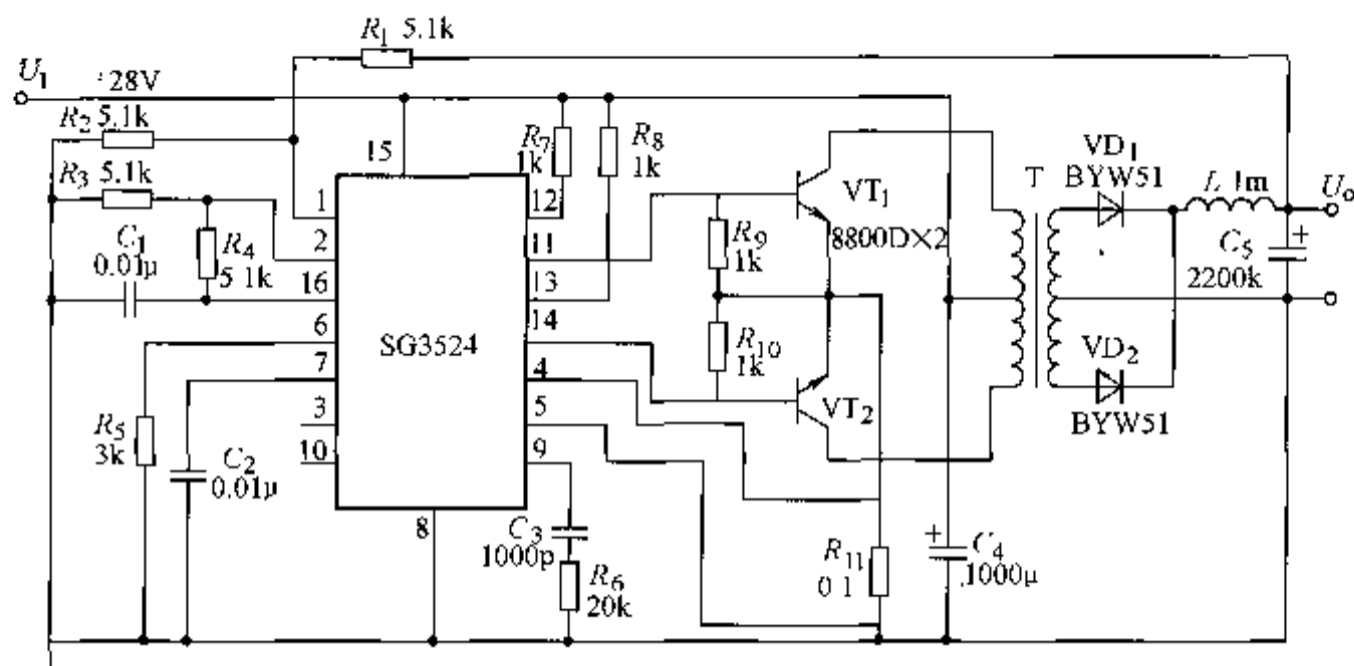 R1 5.1k
U1
+28V
R2 5.1k
R3 5.1k
C1
0.01μ
R4
5 1k
R5
3k
C2
0.01μ
15
1
2
16
6
7
3
10
8
SG3524
12
11
13
14
4
5
9
R7
1k
R8
1k
C3
1000p
R6
20k
R9
1k
R10
1k
VT1
8800DX2
VT2
R11
0 1
C4
1000μ
T
VD1
BYW51
VD2
BYW51
L 1m
Uo
C5
2200k
+
+